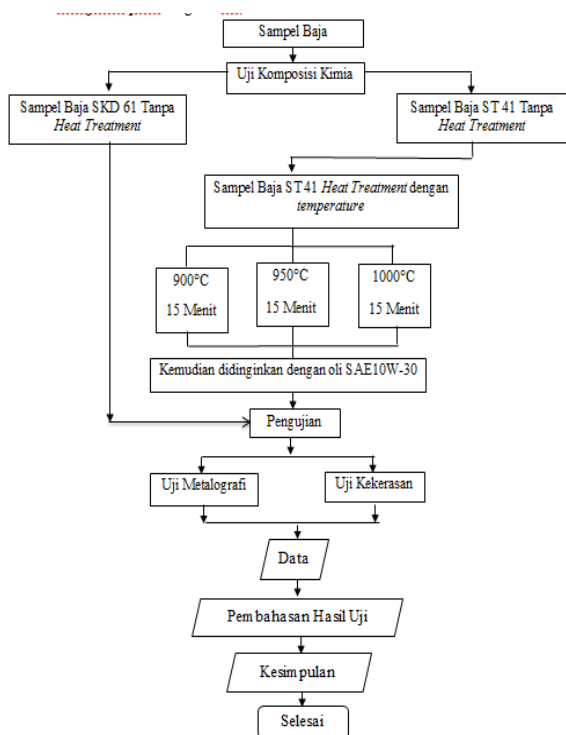 Sampel Baja
Uji Komposisi Kimia
Sampel Baja SKD 61 Tanpa
Heat Treatment
Sampel Baja ST 41 Tanpa
Heat Treatment
Sampel Baja ST 41 Heat Treatment dengan
temperature
900°C
15 Menit
950°C
15 Menit
1000°C
15 Menit
Kemudian didinginkan dengan oli SAE10W-30
Pengujian
Uji Metalografi
Uji Kekerasan
Data
Pembahasan Hasil Uji
Kesimpulan
Selesai